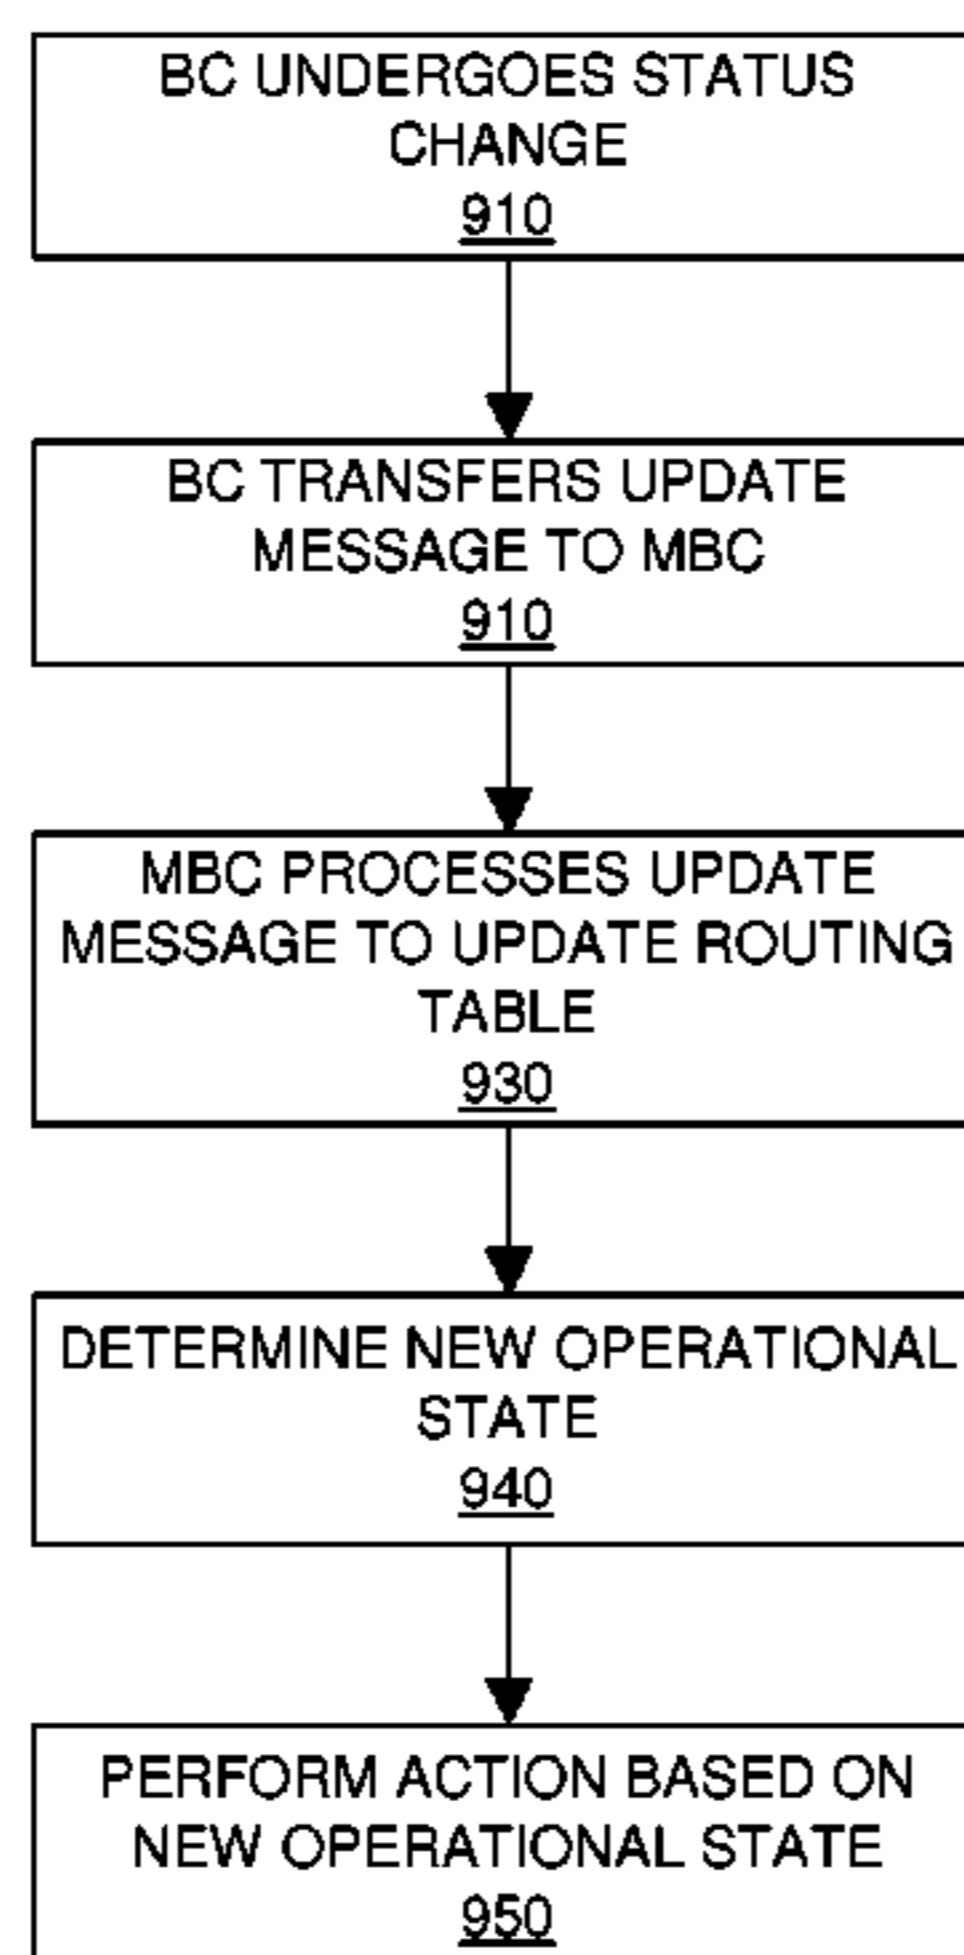 BC UNDERGOES STATUS
CHANGE
910
BC TRANSFERS UPDATE
MESSAGE TO MBC
910
MBC PROCESSES UPDATE
MESSAGE TO UPDATE ROUTING
TABLE
930
DETERMINE NEW OPERATIONAL
STATE
940
PERFORM ACTION BASED ON
NEW OPERATIONAL STATE
950